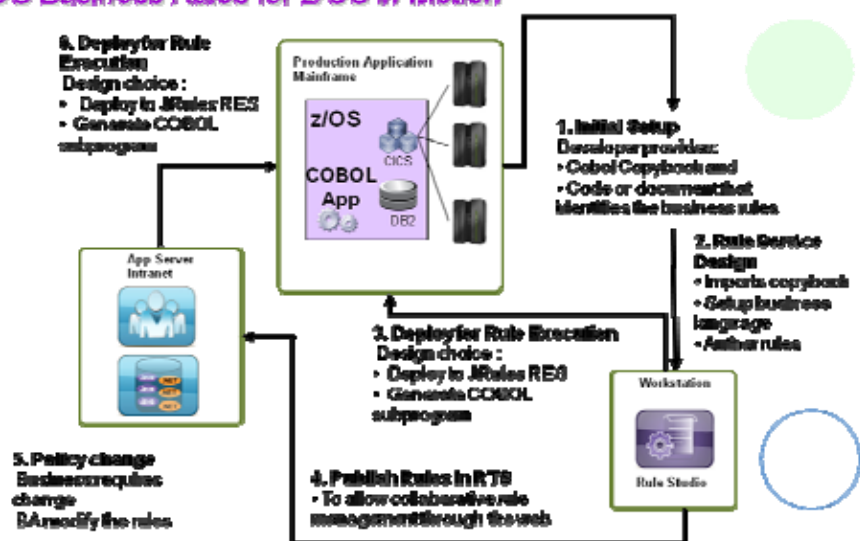 Business Rules for z/OS in Motion
6. Deploy for Rule
Execution
Design choice :
• Deploy to JRules RES
• Generate COBOL
subprogram
Production Application
Mainframe
z/OS
CICS
COBOL
App
DB2
1. Initial Setup
Developer provides:
• Cobol Copybook and
• Code or document that
identifies the business rules
2. Rule Service
Design
• Imports copybook
• Setup business
language
• Author rules
App Server
Intranet
3. Deploy for Rule Execution
Design choice :
• Deploy to JRules RES
• Generate COBOL
subprogram
Workstation
Rule Studio
5. Policy change
Business requires
change
BA modify the rules
4. Publish Rules in RTS
• To allow collaborative rule
management through the web